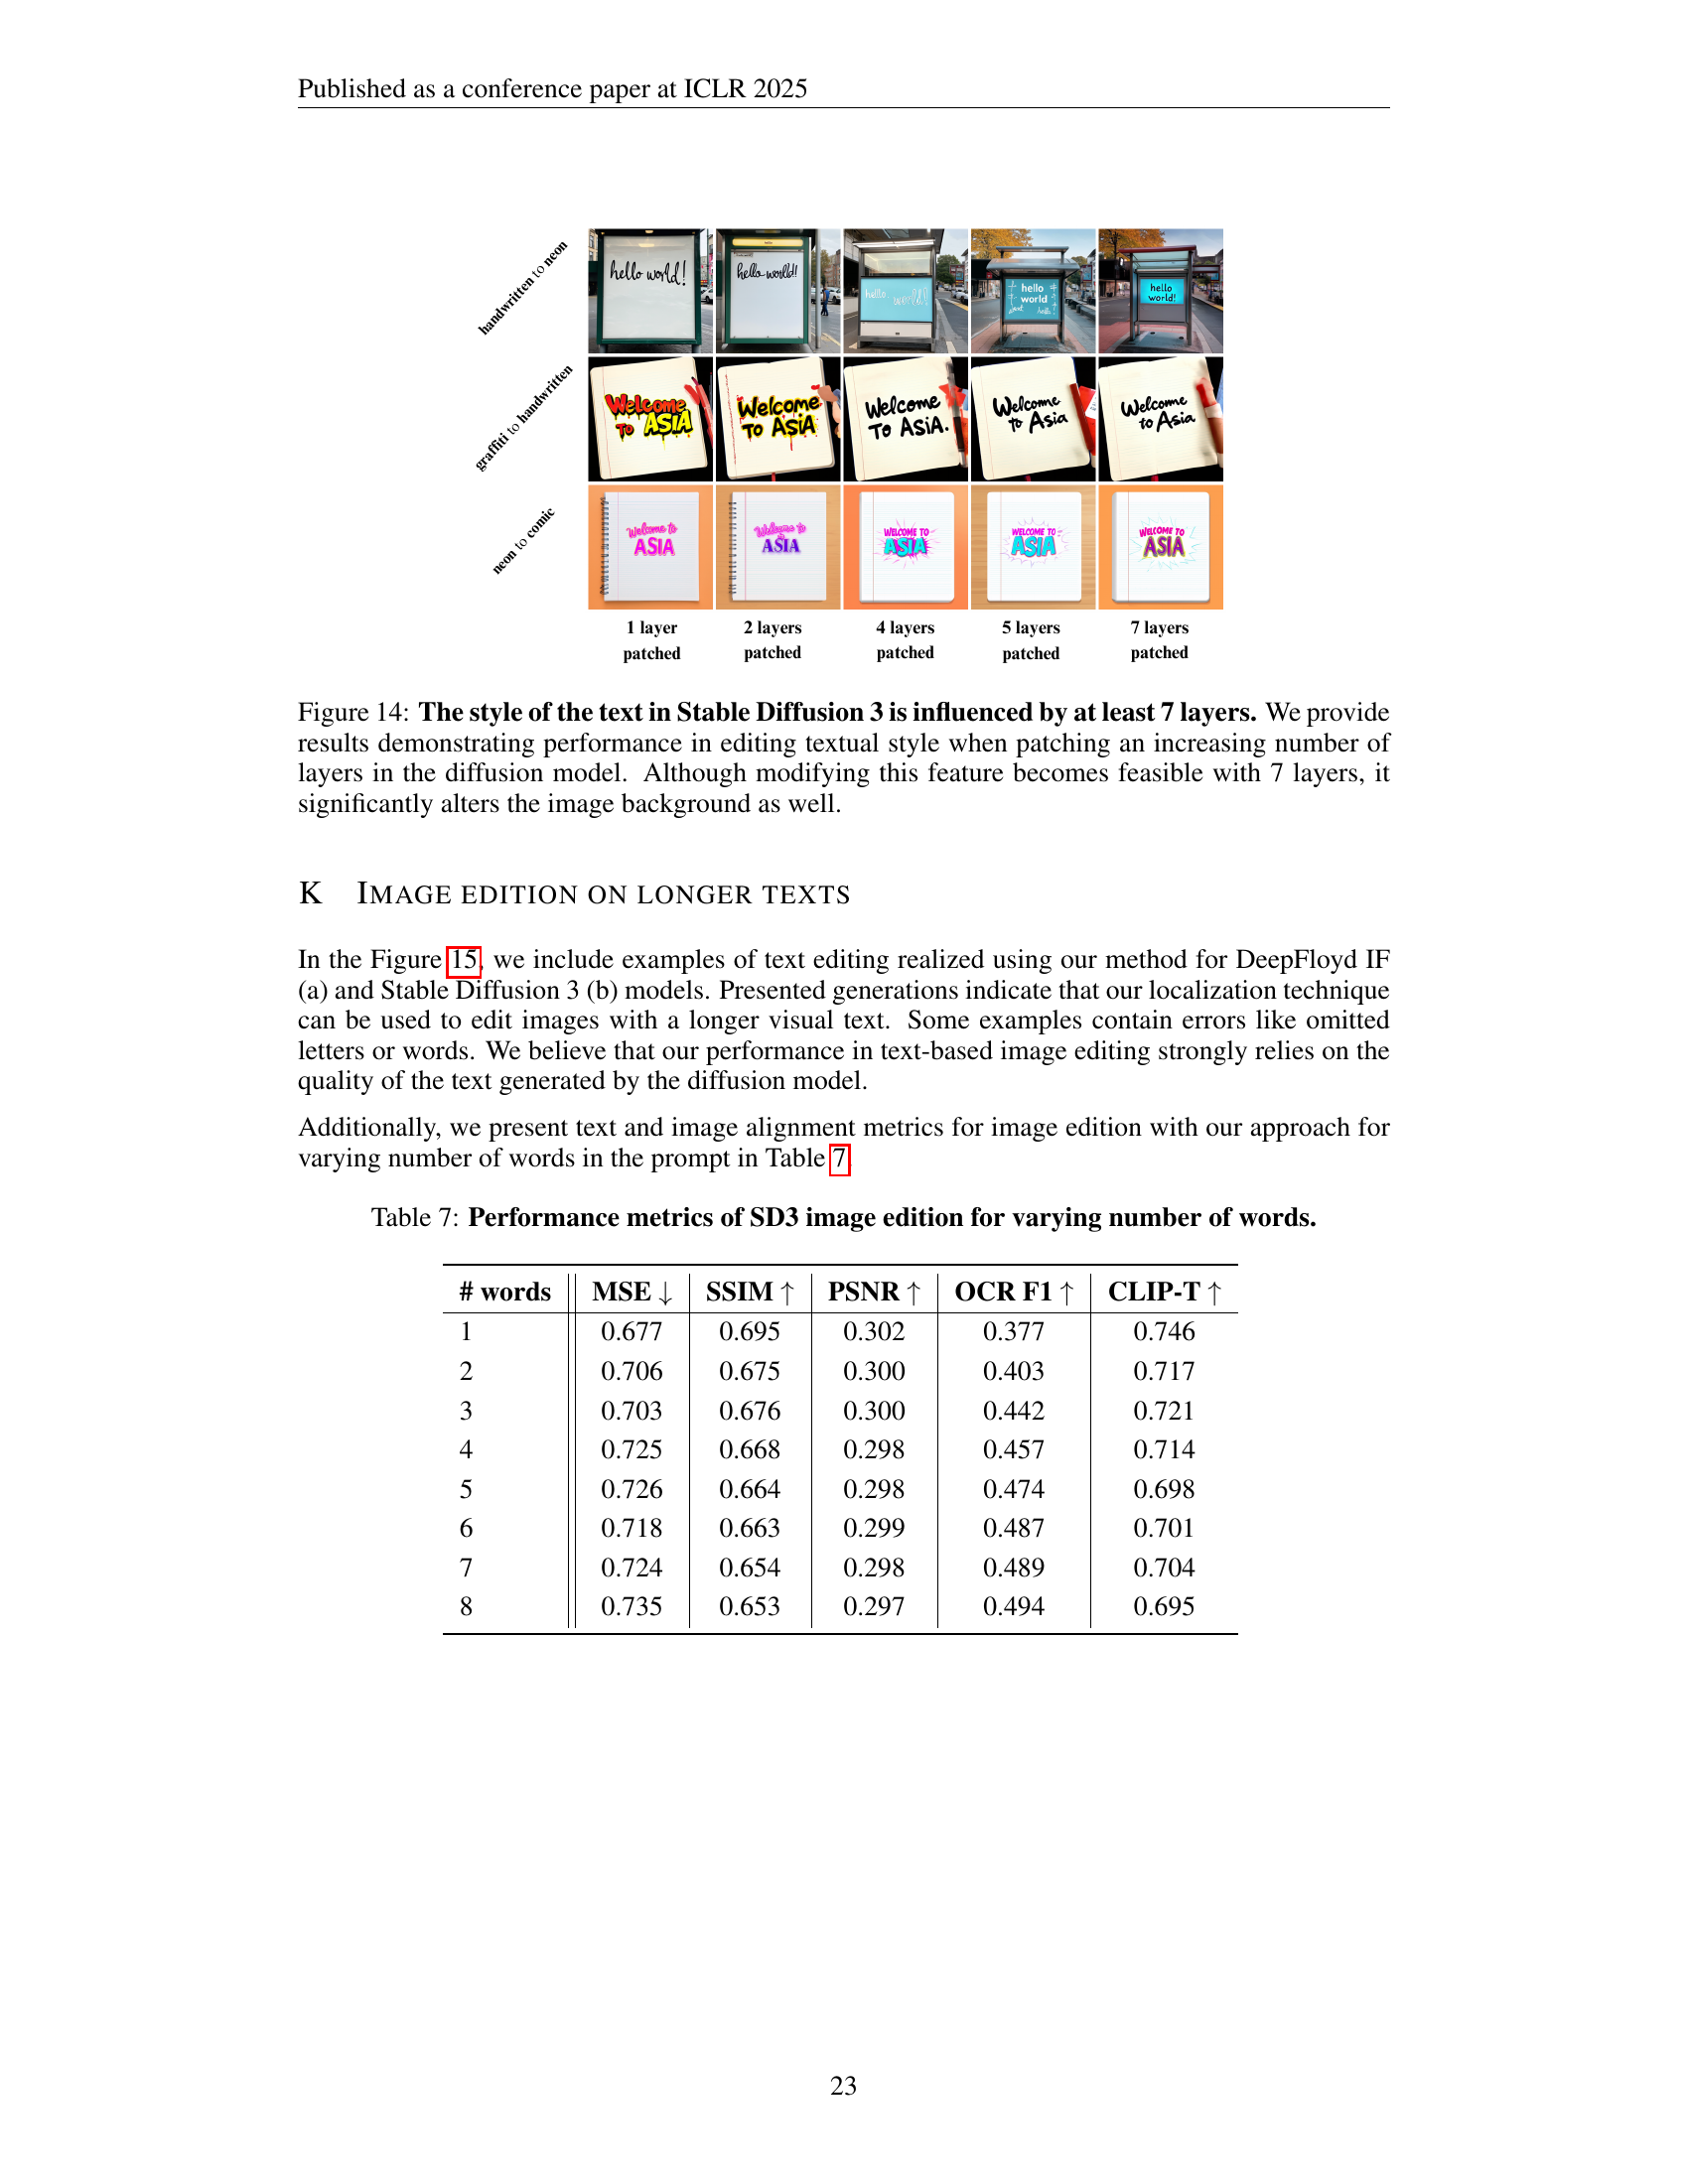 Published as a conference paper at ICLR 2025
handwritten to neon
hello world!
hello worlld!!
helllo world!
hello
world
hello
world!
graffiti to handwritten
Welcome
To ASIA
Welcome
TO ASIA
Welcome
To ASIA.
Welcome
to Asia
Welcome
to Asia
neon to comic
Welcome to
ASIA
ASIA
WELCOME TO
ASIA
WELCOME TO
ASIA
WELCOME TO
ASIA
1 layer patched
2 layers patched
4 layers patched
5 layers patched
7 layers patched
Figure 14: The style of the text in Stable Diffusion 3 is influenced by at least 7 layers. We provide
results demonstrating performance in editing textual style when patching an increasing number of
layers in the diffusion model. Although modifying this feature becomes feasible with 7 layers, it
significantly alters the image background as well.
K IMAGE EDITION ON LONGER TEXTS
In the Figure 15, we include examples of text editing realized using our method for DeepFloyd IF
(a) and Stable Diffusion 3 (b) models. Presented generations indicate that our localization technique
can be used to edit images with a longer visual text. Some examples contain errors like omitted
letters or words. We believe that our performance in text-based image editing strongly relies on the
quality of the text generated by the diffusion model.
Additionally, we present text and image alignment metrics for image edition with our approach for
varying number of words in the prompt in Table 7
Table 7: Performance metrics of SD3 image edition for varying number of words.
# words MSE ↓ SSIM ↑ PSNR ↑ OCR F1 ↑ CLIP-T ↑
1 0.677 0.695 0.302 0.377 0.746
2 0.706 0.675 0.300 0.403 0.717
3 0.703 0.676 0.300 0.442 0.721
4 0.725 0.668 0.298 0.457 0.714
5 0.726 0.664 0.298 0.474 0.698
6 0.718 0.663 0.299 0.487 0.701
7 0.724 0.654 0.298 0.489 0.704
8 0.735 0.653 0.297 0.494 0.695
23